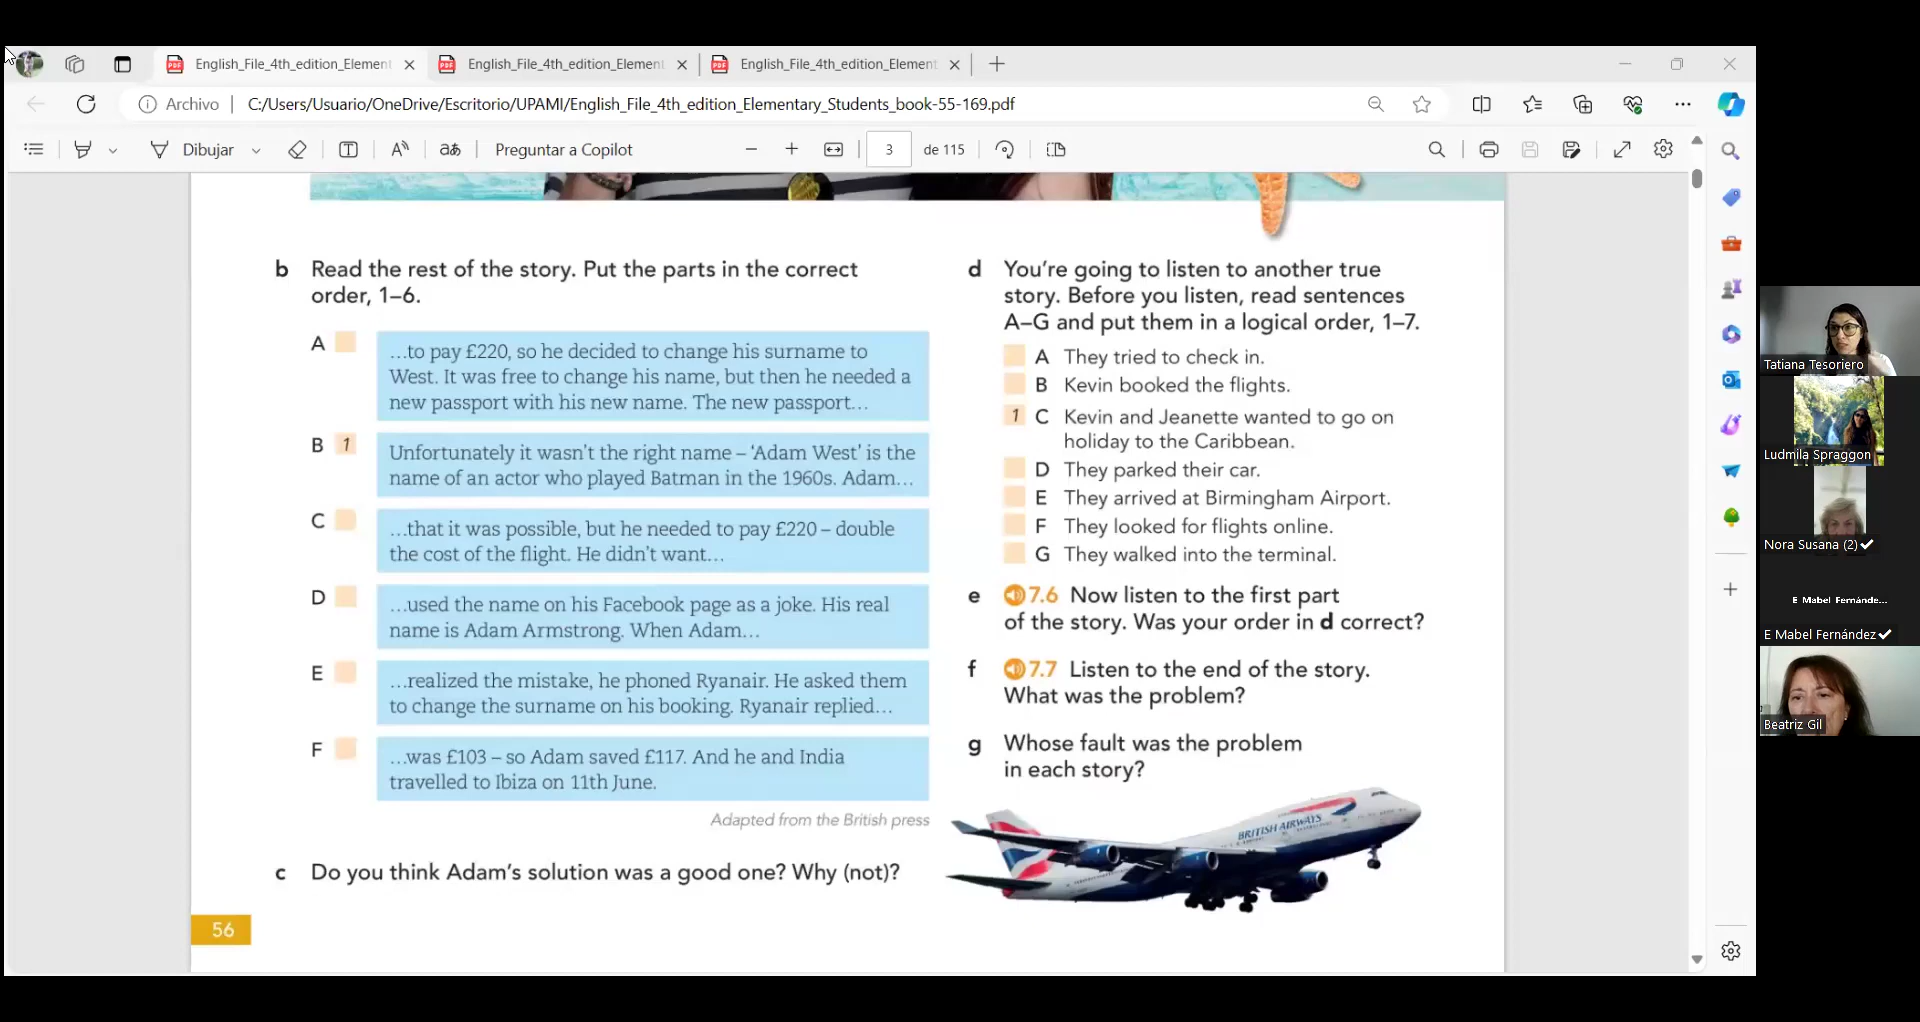 English_File_4th_edition_Element
English_File_4th_edition_Element
English_File_4th_edition_Element
Archivo
C:/Users/Usuario/OneDrive/Escritorio/UPAMI/English_File_4th_edition_Elementary_Students_book-55-169.pdf
Dibujar
Preguntar a Copilot
3
de 115
b Read the rest of the story. Put the parts in the correct
order, 1–6.
A
…to pay £220, so he decided to change his surname to
West. It was free to change his name, but then he needed a
new passport with his new name. The new passport…
B 1
Unfortunately it wasn't the right name – 'Adam West' is the
name of an actor who played Batman in the 1960s. Adam…
C
…that it was possible, but he needed to pay £220 – double
the cost of the flight. He didn't want…
D
…used the name on his Facebook page as a joke. His real
name is Adam Armstrong. When Adam…
E
…realized the mistake, he phoned Ryanair. He asked them
to change the surname on his booking. Ryanair replied…
F
…was £103 – so Adam saved £117. And he and India
travelled to Ibiza on 11th June.
Adapted from the British press
c Do you think Adam's solution was a good one? Why (not)?
56
d You're going to listen to another true
story. Before you listen, read sentences
A–G and put them in a logical order, 1–7.
A They tried to check in.
B Kevin booked the flights.
1 C Kevin and Jeanette wanted to go on
holiday to the Caribbean.
D They parked their car.
E They arrived at Birmingham Airport.
F They looked for flights online.
G They walked into the terminal.
e 7.6 Now listen to the first part
of the story. Was your order in d correct?
f 7.7 Listen to the end of the story.
What was the problem?
g Whose fault was the problem
in each story?
BRITISH AIRWAYS
Tatiana Tesoriero
Ludmila Spraggon
Nora Susana (2)
E Mabel Fernánde...
E Mabel Fernández
Beatriz Gil